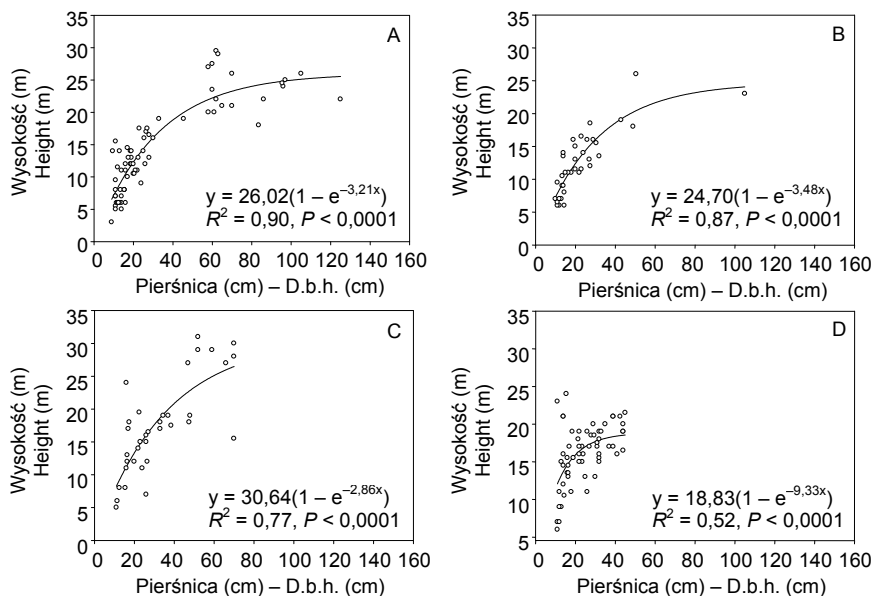 A
Wysokość (m)
Height (m)
35
30
25
20
15
10
5
0
y = 26,02(1 – e–3,21x)
R2 = 0,90, P < 0,0001
0 20 40 60 80 100 120 140 160
Pierśnica (cm) – D.b.h. (cm)
B
Wysokość (m)
Height (m)
35
30
25
20
15
10
5
0
y = 24,70(1 – e–3,48x)
R2 = 0,87, P < 0,0001
0 20 40 60 80 100 120 140 160
Pierśnica (cm) – D.b.h. (cm)
C
Wysokość (m)
Height (m)
35
30
25
20
15
10
5
0
y = 30,64(1 – e–2,86x)
R2 = 0,77, P < 0,0001
0 20 40 60 80 100 120 140 160
Pierśnica (cm) – D.b.h. (cm)
D
Wysokość (m)
Height (m)
35
30
25
20
15
10
5
y = 18,83(1 – e–9,33x)
R2 = 0,52, P < 0,0001
0 20 40 60 80 100 120 140 160
Pierśnica (cm) – D.b.h. (cm)